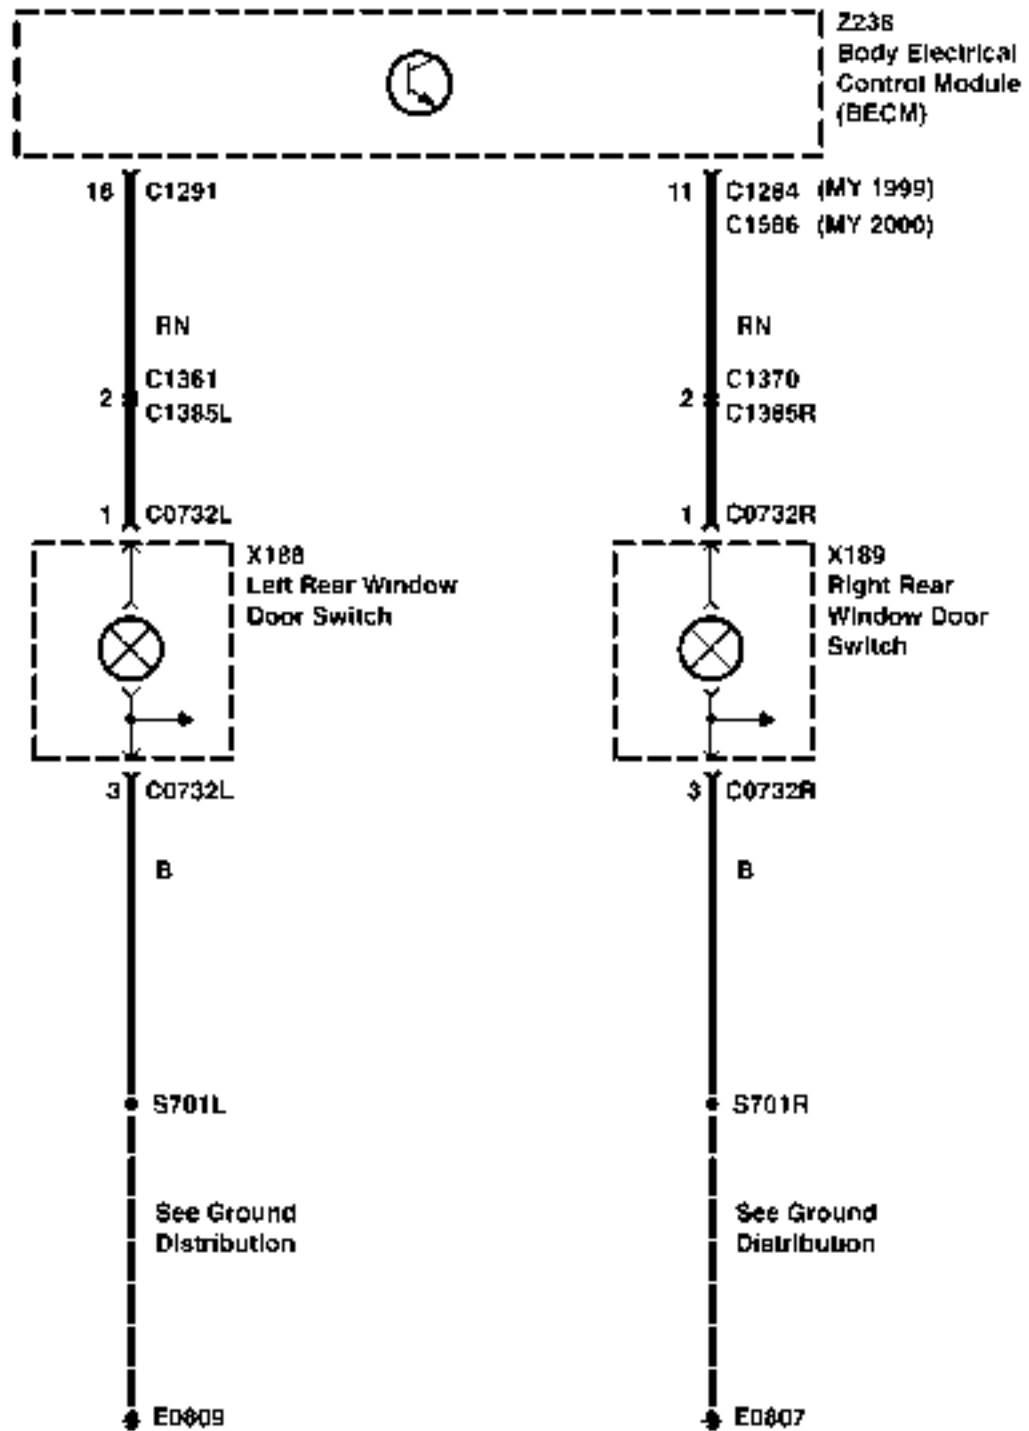 Z238
Body Electrical
Control Module
(BECM)
16 C1291
11 C1284 (MY 1999)
C1586 (MY 2000)
RN
RN
C1361
C1370
2
2
C1385L
C1385R
1 C0732L
1 C0732R
X188
Left Rear Window
Door Switch
X189
Right Rear
Window Door
Switch
3 C0732L
3 C0732R
B
B
S701L
S701R
See Ground
Distribution
See Ground
Distribution
E0809
E0807